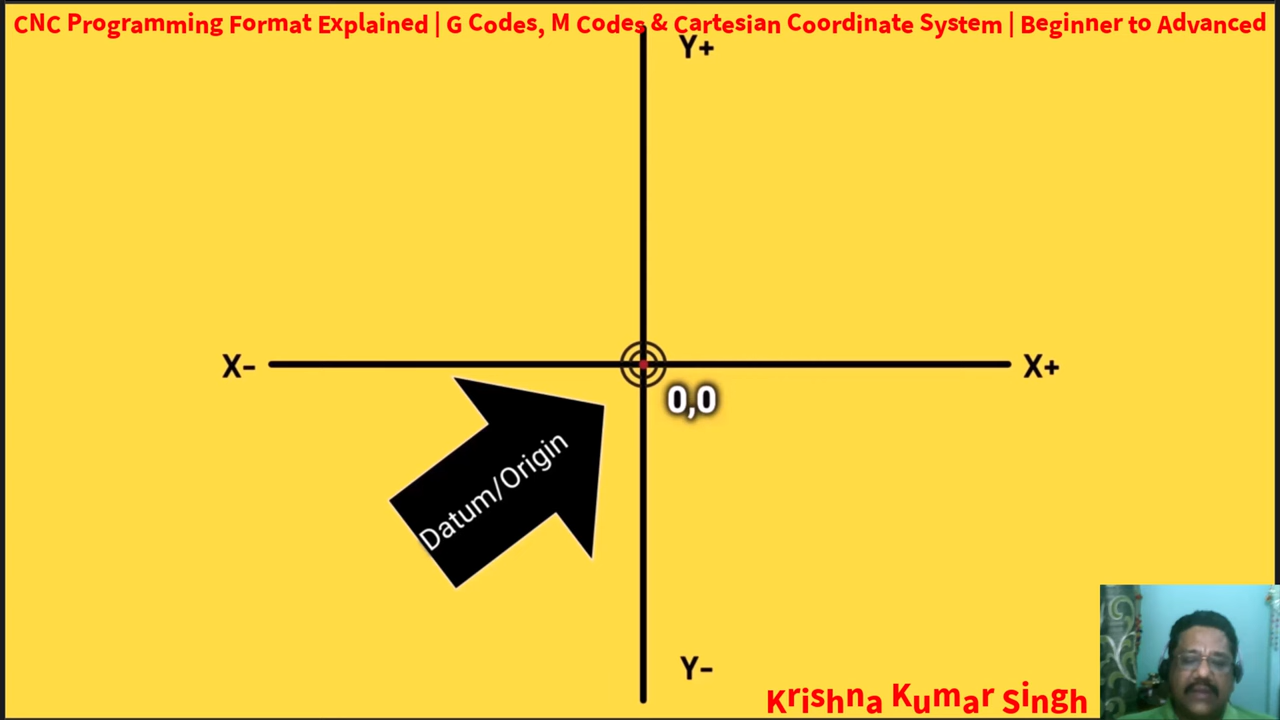 CNC Programming Format Explained | G Codes, M Codes & Cartesian Coordinate System | Beginner to Advanced
Y+
X-
X+
0,0
Datum/Origin
Y-
Krishna Kumar Singh